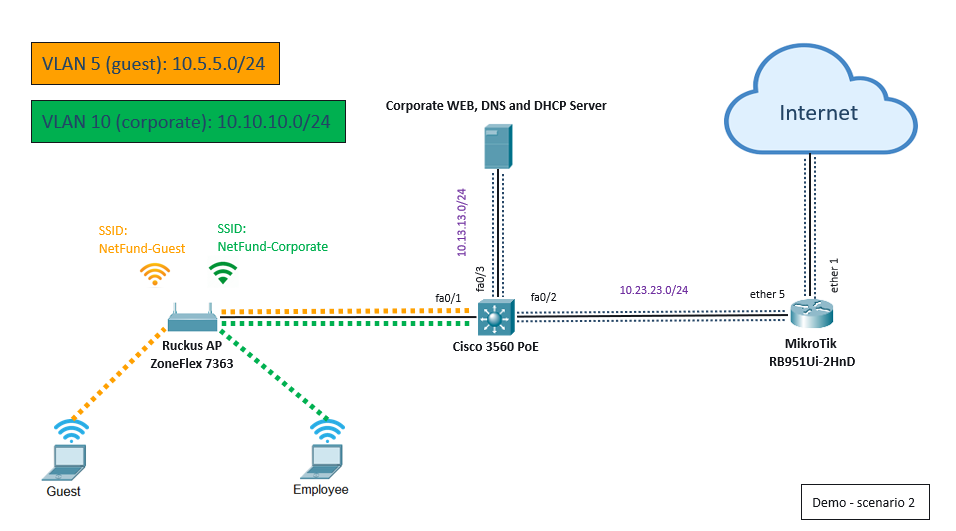 VLAN 5 (guest): 10.5.5.0/24
VLAN 10 (corporate): 10.10.10.0/24
Corporate WEB, DNS and DHCP Server
Internet
10.13.13.0/24
SSID:
NetFund-Guest
SSID:
NetFund-Corporate
fa0/3
ether 1
fa0/1
fa0/2
10.23.23.0/24
ether 5
Ruckus AP
ZoneFlex 7363
Cisco 3560 PoE
MikroTik
RB951Ui-2HnD
Guest
Employee
Demo - scenario 2